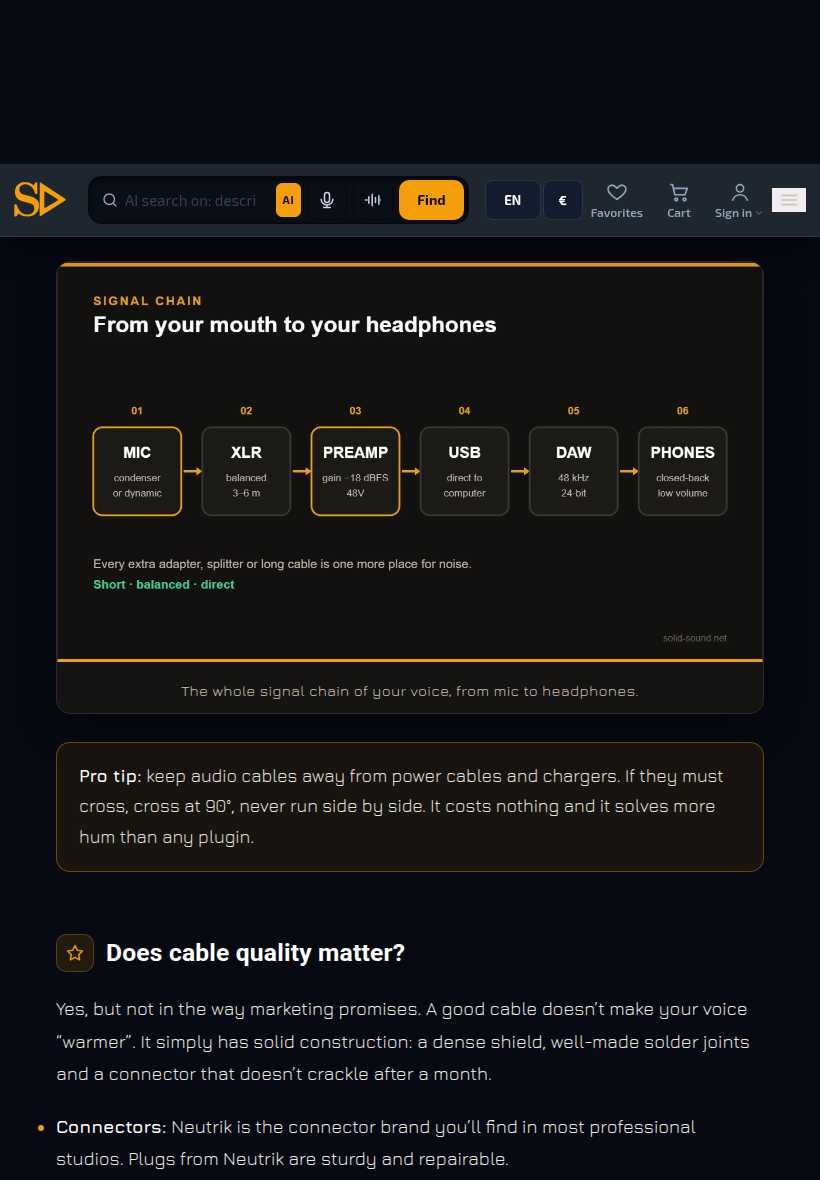 SD
AI search on: descri
AI
Find
EN
€
Favorites
Cart
Sign in
SIGNAL CHAIN
From your mouth to your headphones
01
02
03
04
05
06
MIC
condenser
or dynamic
XLR
balanced
3–6 m
PREAMP
gain −18 dBFS
48V
USB
direct to
computer
DAW
48 kHz
24-bit
PHONES
closed-back
low volume
Every extra adapter, splitter or long cable is one more place for noise.
Short · balanced · direct
solid-sound.net
The whole signal chain of your voice, from mic to headphones.
Pro tip: keep audio cables away from power cables and chargers. If they must
cross, cross at 90°, never run side by side. It costs nothing and it solves more
hum than any plugin.
Does cable quality matter?
Yes, but not in the way marketing promises. A good cable doesn’t make your voice
“warmer”. It simply has solid construction: a dense shield, well-made solder joints
and a connector that doesn’t crackle after a month.
• Connectors: Neutrik is the connector brand you’ll find in most professional
studios. Plugs from Neutrik are sturdy and repairable.